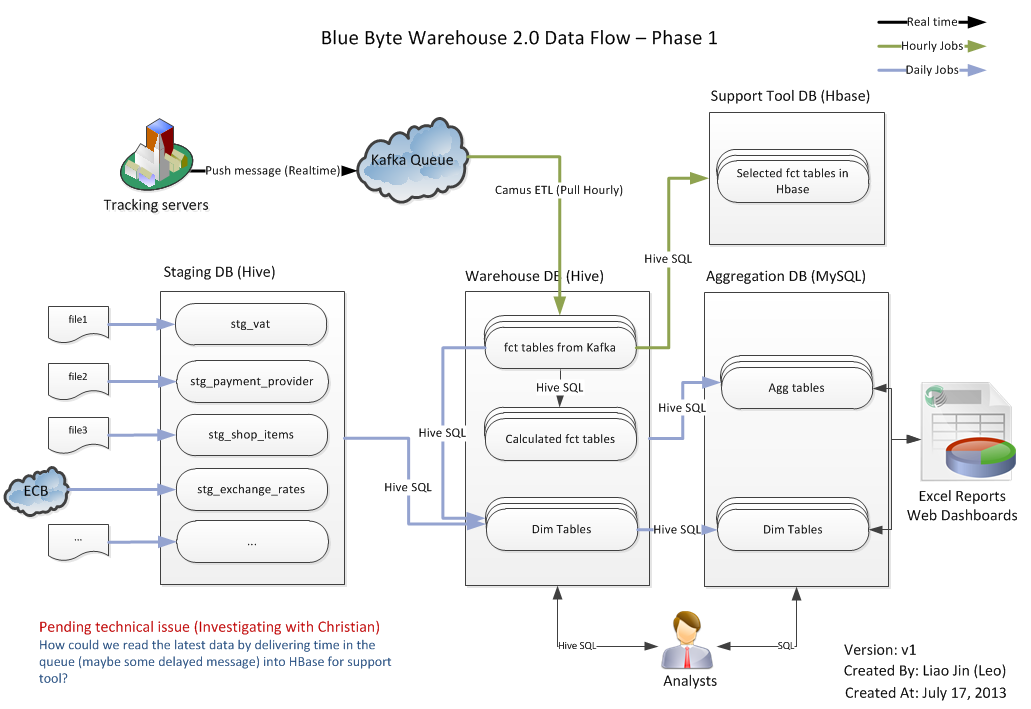 Blue Byte Warehouse 2.0 Data Flow – Phase 1
Real time
Hourly Jobs
Daily Jobs
Support Tool DB (Hbase)
Kafka Queue
Push message (Realtime)
Tracking servers
Camus ETL (Pull Hourly)
Selected fct tables in
Hbase
Hive SQL
Staging DB (Hive)
Warehouse DB (Hive)
Aggregation DB (MySQL)
file1
stg_vat
fct tables from Kafka
file2
stg_payment_provider
Hive SQL
Agg tables
file3
stg_shop_items
Hive SQL
Calculated fct tables
Hive SQL
ECB
stg_exchange_rates
Hive SQL
Excel Reports
Web Dashboards
...
...
Dim Tables
Hive SQL
Dim Tables
Pending technical issue (Investigating with Christian)
How could we read the latest data by delivering time in the
queue (maybe some delayed message) into HBase for support
tool?
Hive SQL
SQL
Analysts
Version: v1
Created By: Liao Jin (Leo)
Created At: July 17, 2013